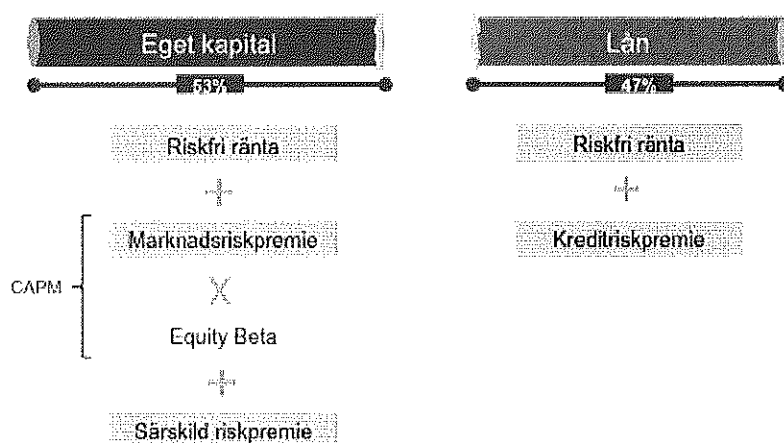 Eget kapital
53%
Riskfri ränta
+
Marknadsriskpremie
X
Equity Beta
+
Särskild riskpremie
CAPM
Lån
47%
Riskfri ränta
+
Kreditriskpremie